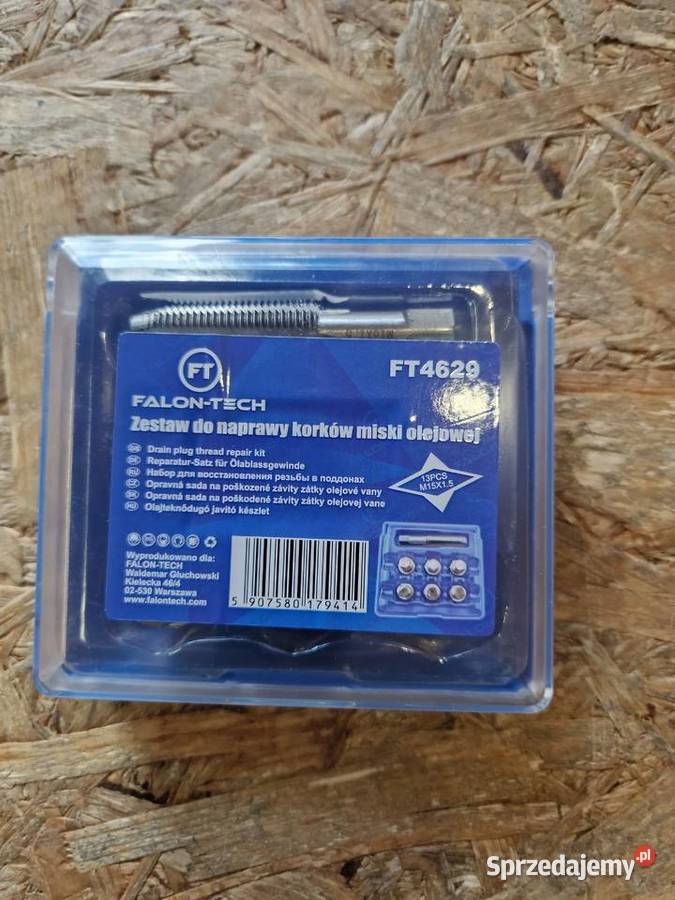 FT
FALON-TECH
FT4629
Zestaw do naprawy korków miski olejowej
GB Drain plug thread repair kit
DE Reparatur-Satz für Ölablassgewinde
RU Набор для восстановления резьбы в поддонах
CZ Opravná sada na poškozené závity zátky olejové vany
SK Opravná sada na poškodené závity zátky olejovej vane
HU Olajteknődugó javító készlet
13PCS
M15X1.5
Wyprodukowano dla:
FALON-TECH
Waldemar Głuchowski
Kielecka 46/4
02-530 Warszawa
www.falontech.com
5 907580 179414
Sprzedajemy.pl